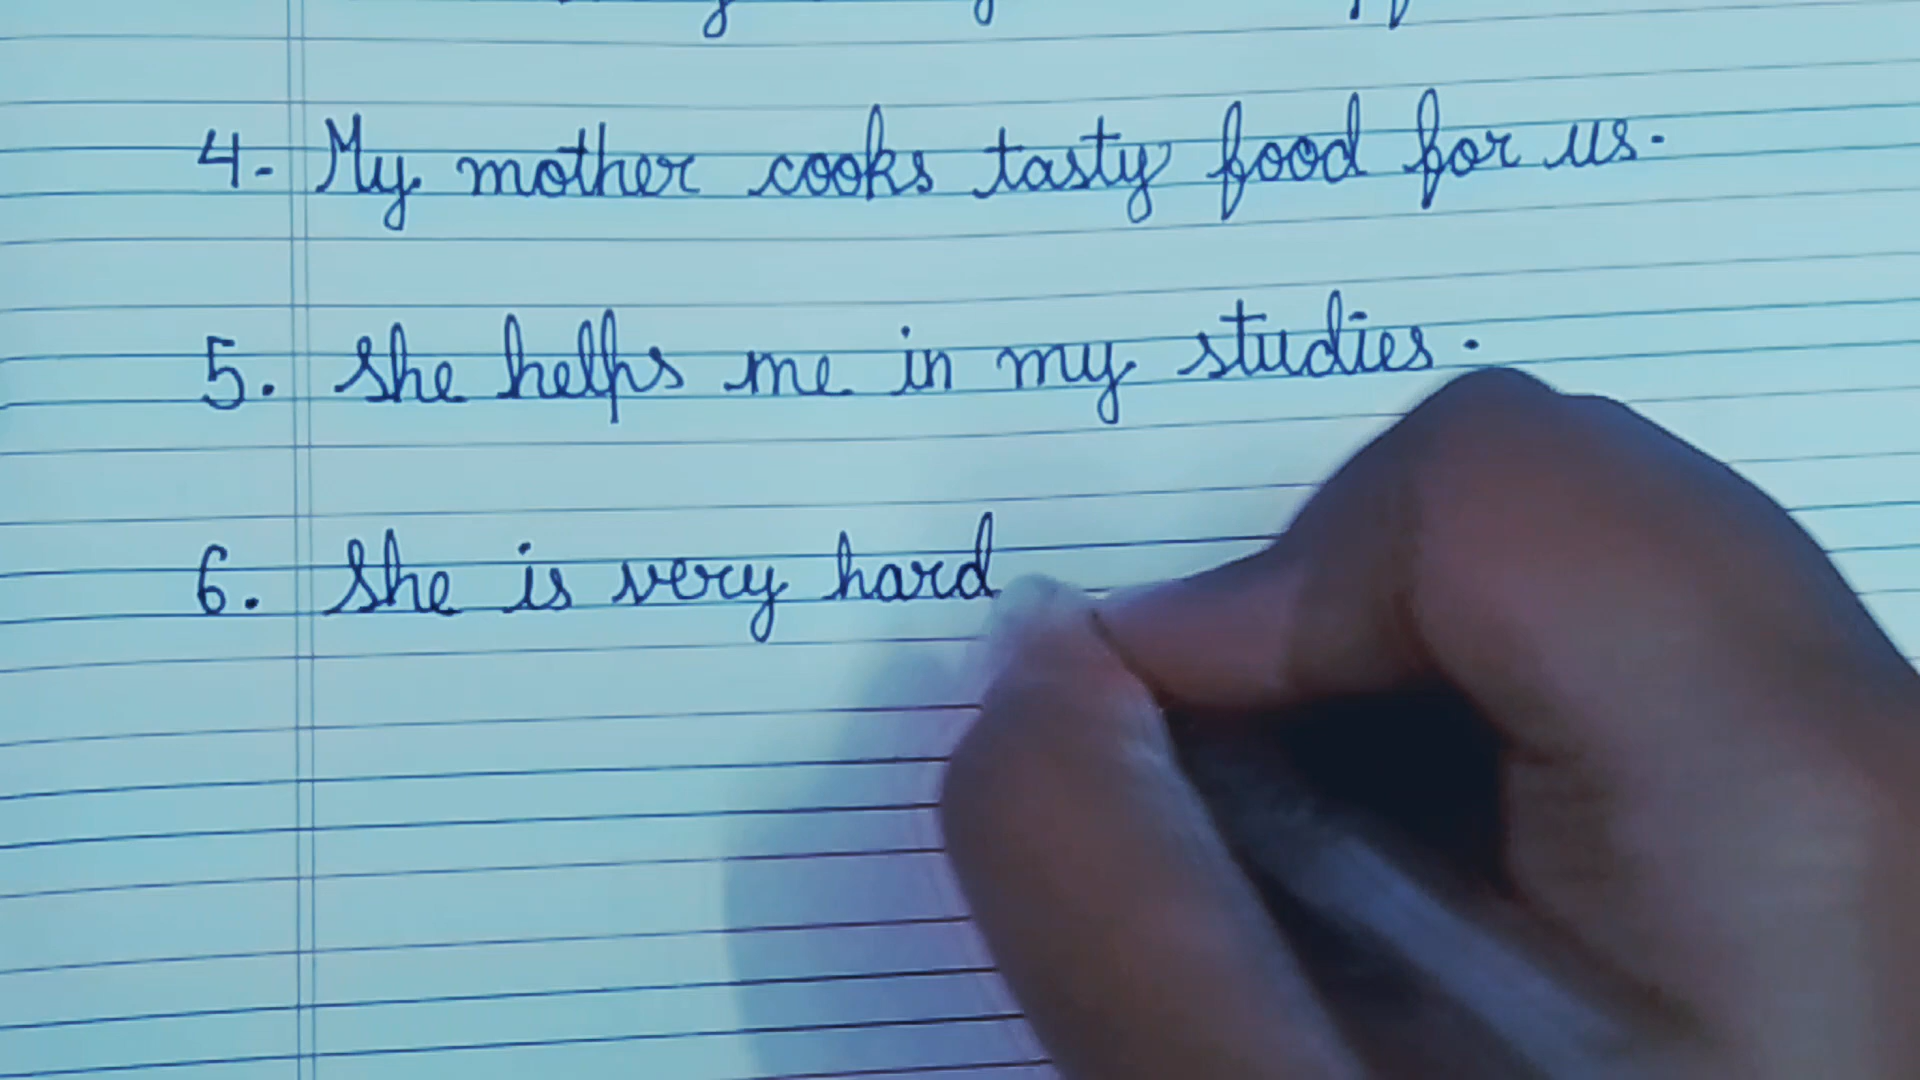 4. My mother cooks tasty food for us.
5. She helps me in my studies.
6. She is very hard